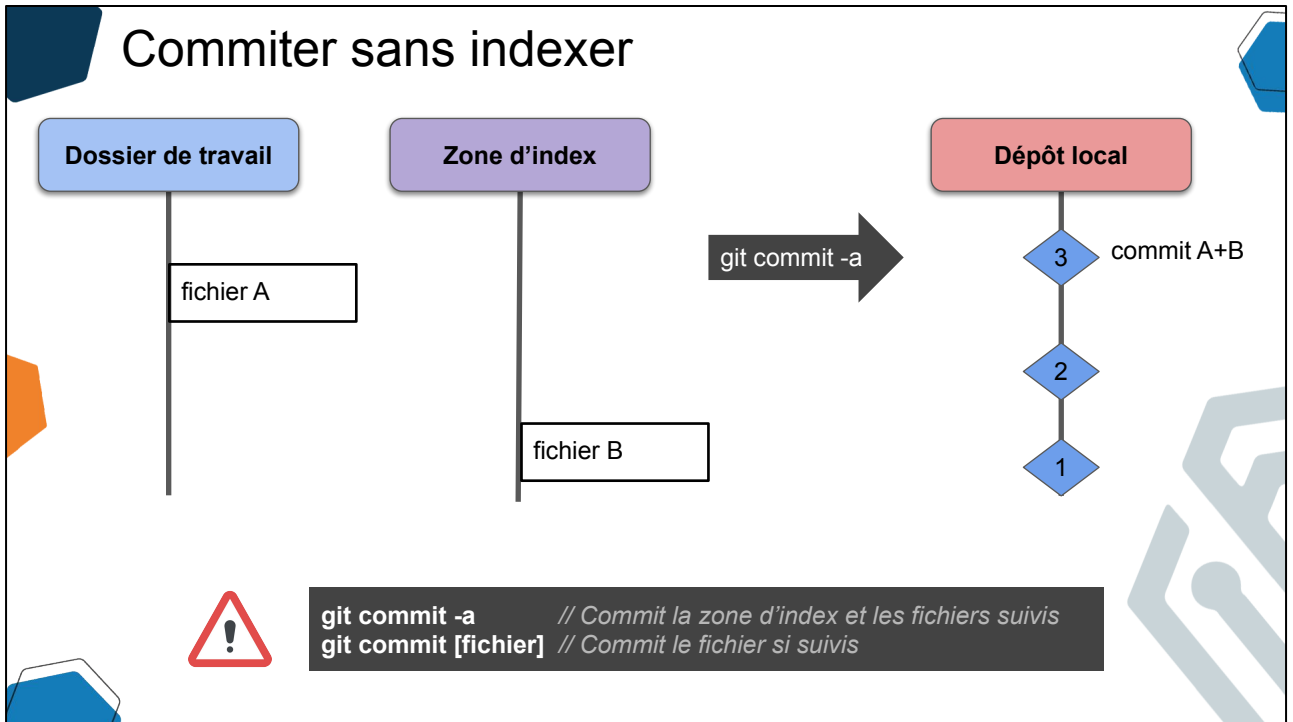 Commiter sans indexer
Dossier de travail
Zone d'index
Dépôt local
git commit -a
3
commit A+B
fichier A
2
fichier B
1
git commit -a // Commit la zone d'index et les fichiers suivis
git commit [fichier] // Commit le fichier si suivis